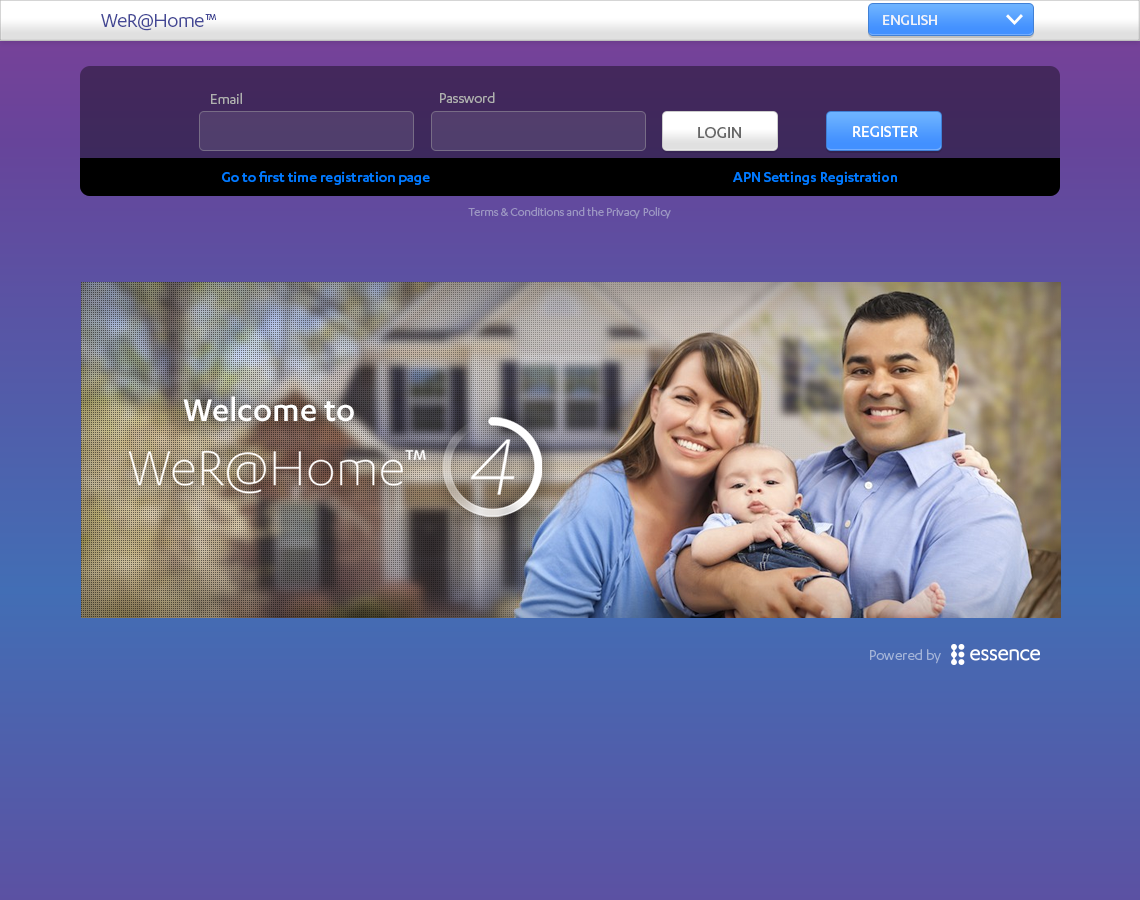 WeR@Home™
ENGLISH
Email
Password
LOGIN
REGISTER
Go to first time registration page
APN Settings Registration
Terms & Conditions and the Privacy Policy
Welcome to
WeR@Home™ 4
Powered by essence